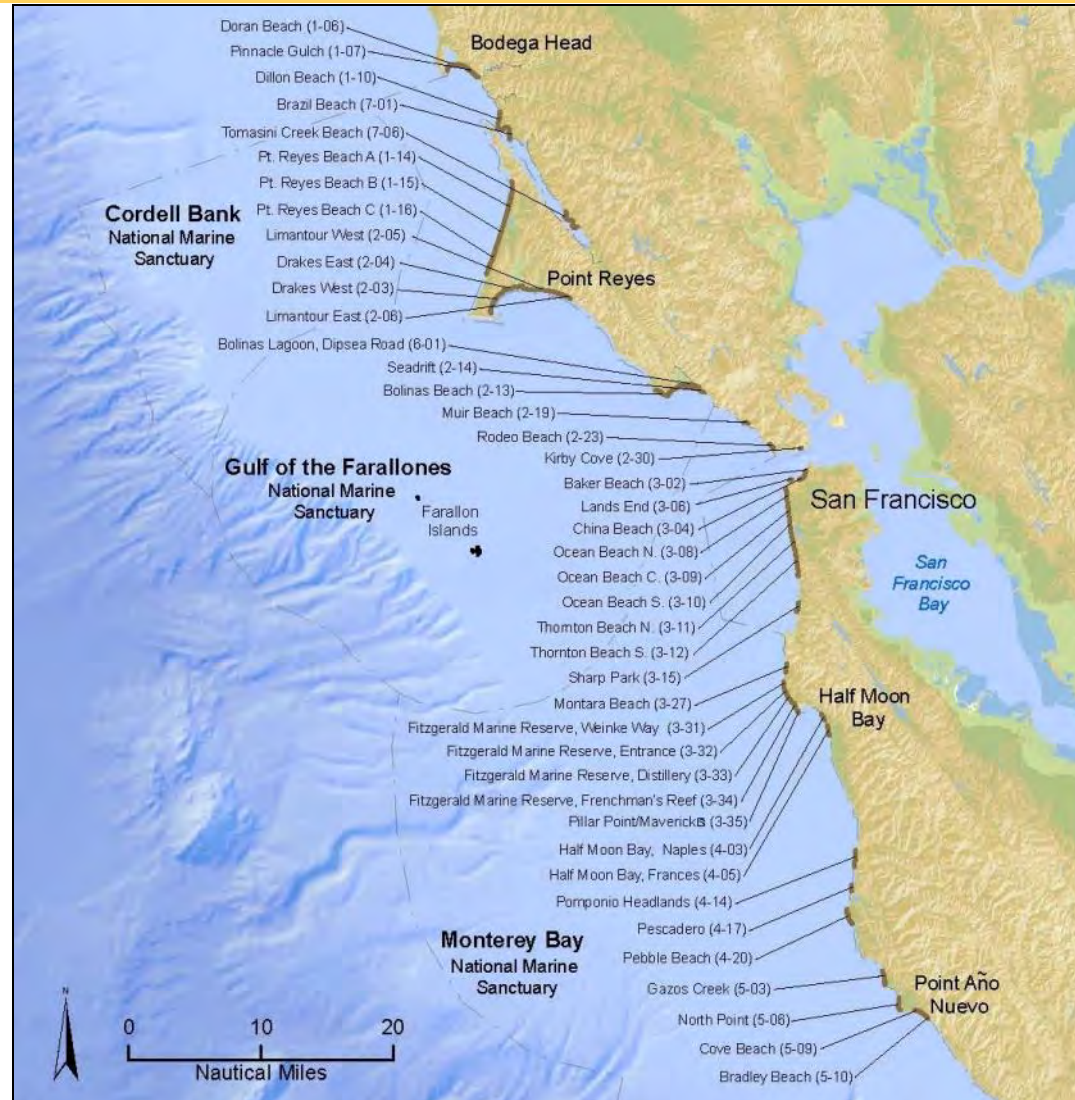 Doran Beach (1-06)
Bodega Head
Pinnacle Gulch (1-07)
Dillon Beach (1-10)
Brazil Beach (7-01)
Tomasini Creek Beach (7-06)
Pt. Reyes Beach A (1-14)
Pt. Reyes Beach B (1-15)
Pt. Reyes Beach C (1-16)
Limantour West (2-05)
Drakes East (2-04)
Drakes West (2-03)
Limantour East (2-06)
Cordell Bank
National Marine
Sanctuary
Point Reyes
Bolinas Lagoon, Dipsea Road (6-01)
Seadrift (2-14)
Bolinas Beach (2-13)
Muir Beach (2-19)
Rodeo Beach (2-23)
Kirby Cove (2-30)
Baker Beach (3-02)
Lands End (3-06)
China Beach (3-04)
Ocean Beach N. (3-08)
Ocean Beach C. (3-09)
Ocean Beach S. (3-10)
Thornton Beach N. (3-11)
Thornton Beach S. (3-12)
Sharp Park (3-15)
Gulf of the Farallones
National Marine
Sanctuary
Farallon
Islands
San Francisco
San
Francisco
Bay
Montara Beach (3-27)
Fitzgerald Marine Reserve, Weinke Way (3-31)
Fitzgerald Marine Reserve, Entrance (3-32)
Fitzgerald Marine Reserve, Distillery (3-33)
Fitzgerald Marine Reserve, Frenchman's Reef (3-34)
Pillar Point/Mavericks (3-35)
Half Moon Bay, Naples (4-03)
Half Moon Bay, Frances (4-05)
Half Moon
Bay
Pomponio Headlands (4-14)
Pescadero (4-17)
Pebble Beach (4-20)
Gazos Creek (5-03)
North Point (5-06)
Cove Beach (5-09)
Bradley Beach (5-10)
Monterey Bay
National Marine
Sanctuary
Point Año
Nuevo
N
0 10 20
Nautical Miles